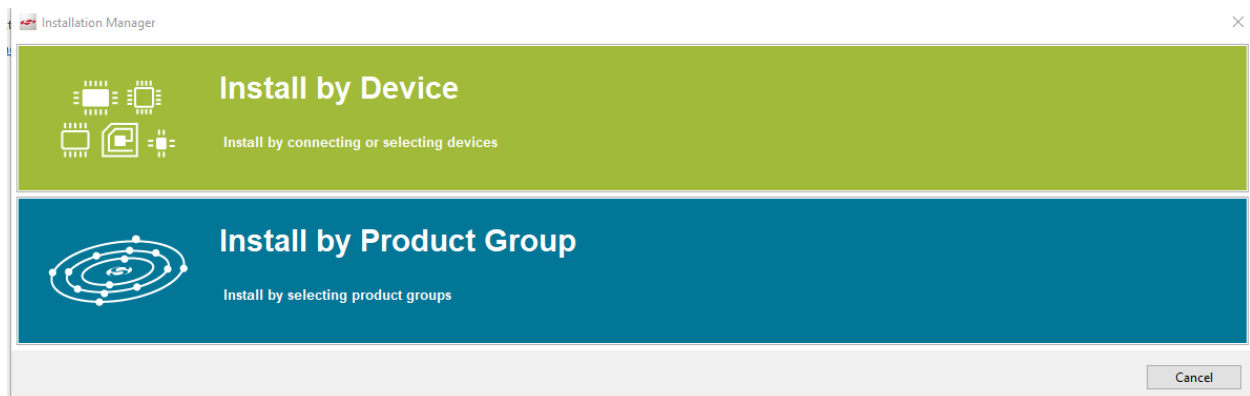 Installation Manager
Install by Device
Install by connecting or selecting devices
Install by Product Group
Install by selecting product groups
Cancel